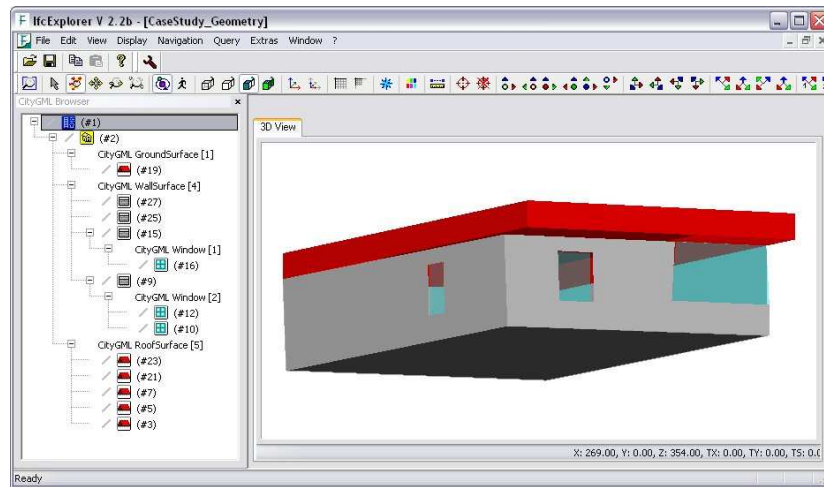 IfcExplorer V 2.2b - [CaseStudy_Geometry]
File Edit View Display Navigation Query Extras Window ?
CityGML Browser
(#1)
(#2)
CityGML GroundSurface [1]
(#19)
CityGML WallSurface [4]
(#27)
(#25)
(#15)
CityGML Window [1]
(#16)
(#9)
CityGML Window [2]
(#12)
(#10)
CityGML RoofSurface [5]
(#23)
(#21)
(#7)
(#5)
(#3)
3D View
X: 269.00, Y: 0.00, Z: 354.00, TX: 0.00, TY: 0.00, TS: 0.0
Ready